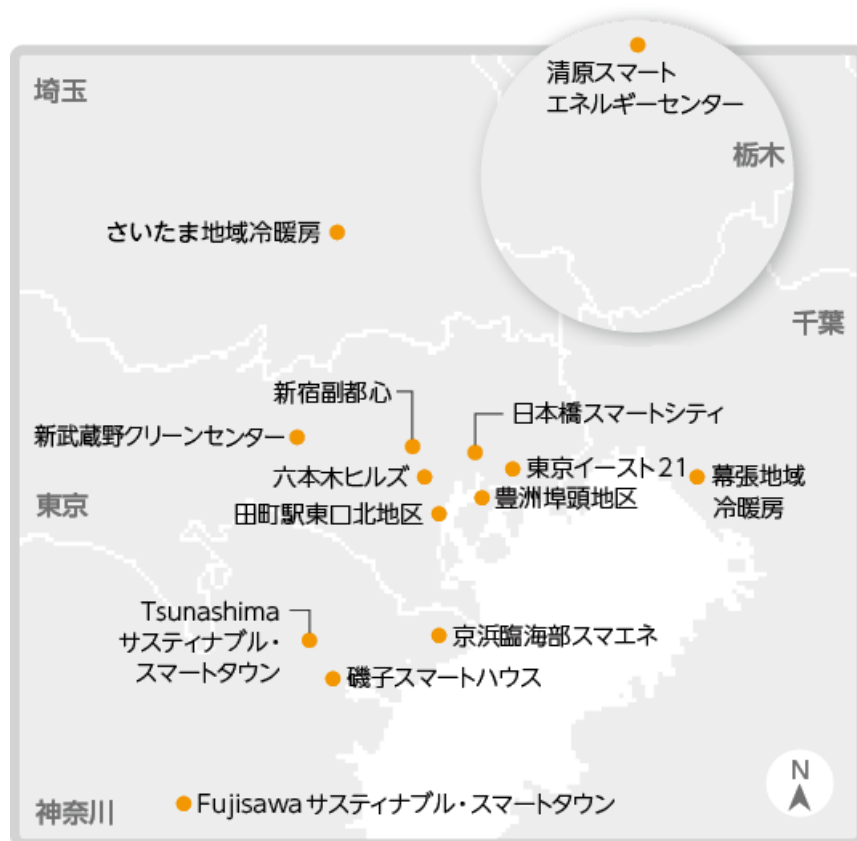 埼玉
清原スマート
エネルギーセンター
栃木
さいたま地域冷暖房
千葉
新宿副都心
日本橋スマートシティ
新武蔵野クリーンセンター
東京イースト21
六本木ヒルズ
幕張地域
冷暖房
豊洲埠頭地区
東京
田町駅東口北地区
Tsunashima
サスティナブル・
スマートタウン
京浜臨海部スマエネ
磯子スマートハウス
N
神奈川
Fujisawaサスティナブル・スマートタウン